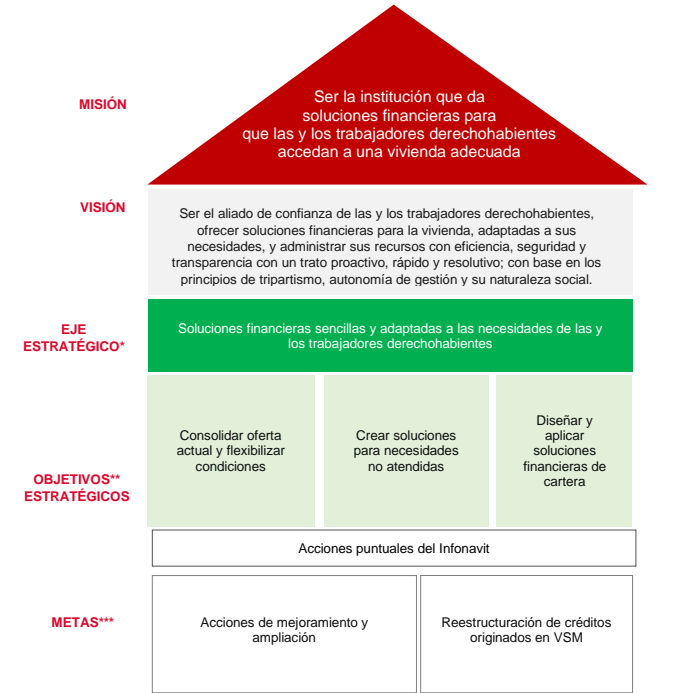 MISIÓN
Ser la institución que da
soluciones financieras para
que las y los trabajadores derechohabientes
accedan a una vivienda adecuada
VISIÓN
Ser el aliado de confianza de las y los trabajadores derechohabientes,
ofrecer soluciones financieras para la vivienda, adaptadas a sus
necesidades, y administrar sus recursos con eficiencia, seguridad y
transparencia con un trato proactivo, rápido y resolutivo; con base en los
principios de tripartismo, autonomía de gestión y su naturaleza social.
EJE
ESTRATÉGICO*
Soluciones financieras sencillas y adaptadas a las necesidades de las y
los trabajadores derechohabientes
OBJETIVOS**
ESTRATÉGICOS
Consolidar oferta
actual y flexibilizar
condiciones
Crear soluciones
para necesidades
no atendidas
Diseñar y
aplicar
soluciones
financieras de
cartera
Acciones puntuales del Infonavit
METAS***
Acciones de mejoramiento y
ampliación
Reestructuración de créditos
originados en VSM